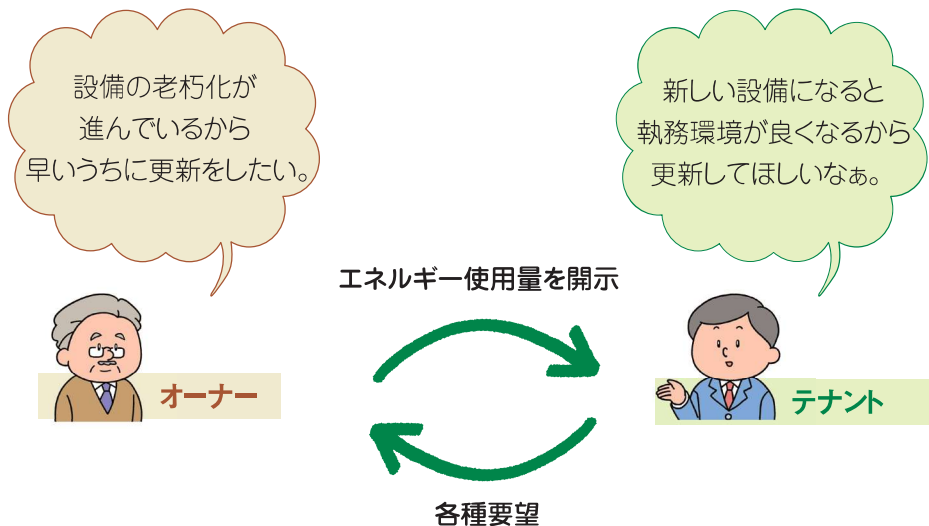 設備の老朽化が
進んでいるから
早いうちに更新をしたい。
新しい設備になると
執務環境が良くなるから
更新してほしいなぁ。
エネルギー使用量を開示
オーナー
テナント
各種要望